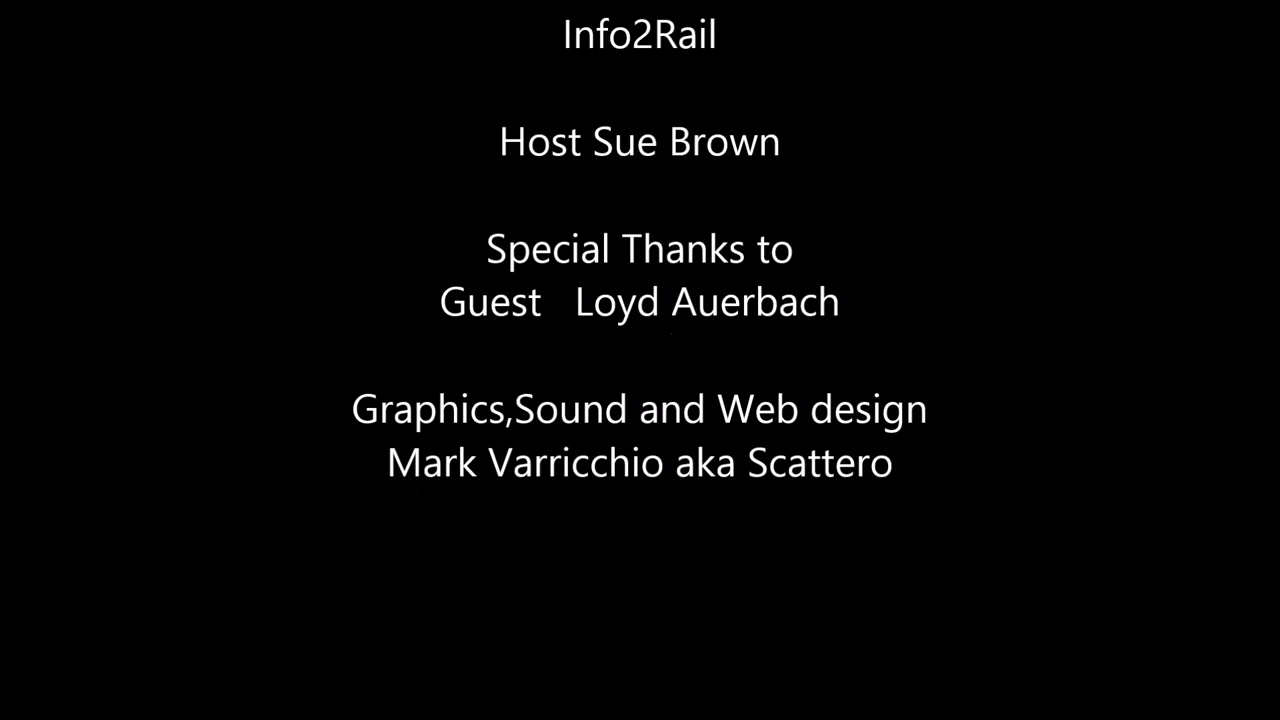 Info2Rail
Host Sue Brown
Special Thanks to
Guest   Loyd Auerbach
Graphics,Sound and Web design
Mark Varricchio aka Scattero